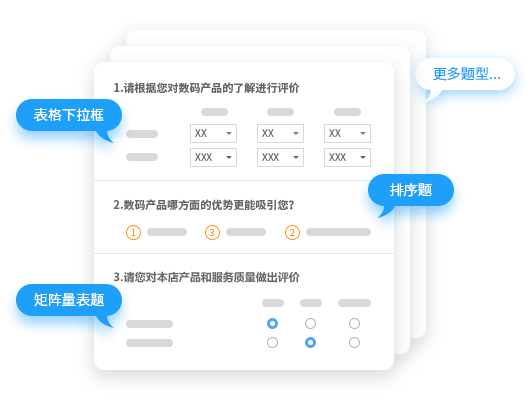 更多题型...
1.请根据您对数码产品的了解进行评价
表格下拉框
XX XX XX
XXX XXX XXX
排序题
2.数码产品哪方面的优势更能吸引您?
1 3 2
3.请您对本店产品和服务质量做出评价
矩阵量表题